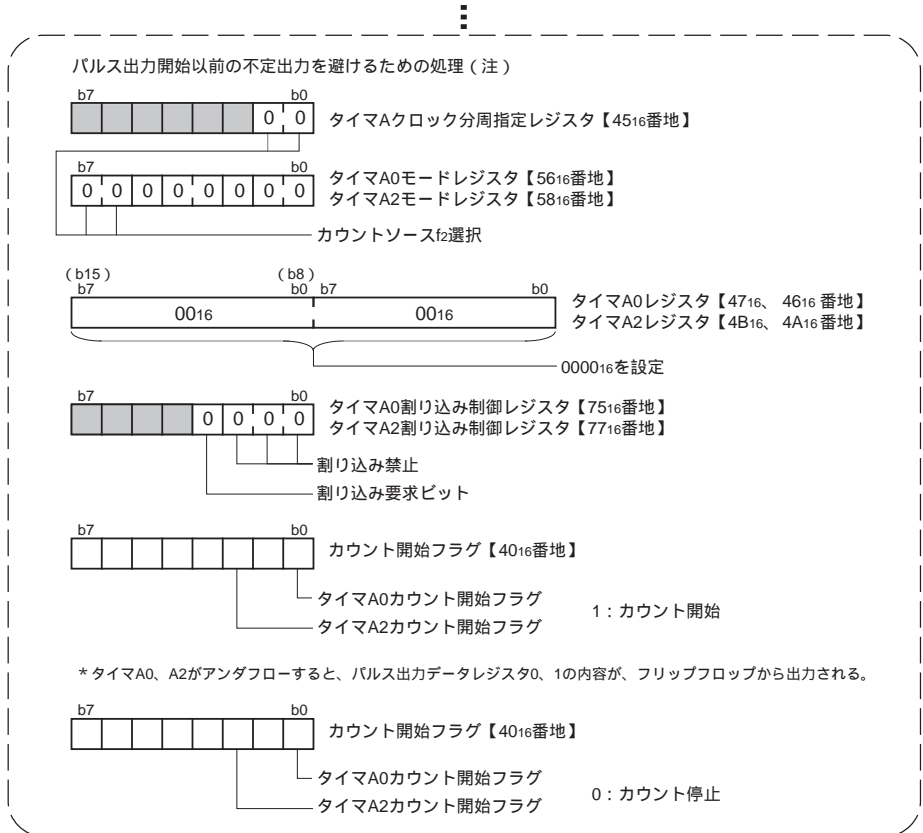 パルス出力開始以前の不定出力を避けるための処理（注）
b7 b0
0 0 タイマAクロック分周指定レジスタ【4516番地】
b7 b0
0 0 0 0 0 0 0 0 タイマA0モードレジスタ【5616番地】
タイマA2モードレジスタ【5816番地】
カウントソースf2選択
（b15） （b8）
b7 b0 b7 b0
0016 0016 タイマA0レジスタ【4716、4616 番地】
タイマA2レジスタ【4B16、4A16 番地】
000016を設定
b7 b0
0 0 0 0 タイマA0割り込み制御レジスタ【7516番地】
タイマA2割り込み制御レジスタ【7716番地】
割り込み禁止
割り込み要求ビット
b7 b0
カウント開始フラグ【4016番地】
タイマA0カウント開始フラグ
1：カウント開始
タイマA2カウント開始フラグ
＊タイマA0、A2がアンダフローすると、パルス出力データレジスタ0、1の内容が、フリップフロップから出力される。
b7 b0
カウント開始フラグ【4016番地】
タイマA0カウント開始フラグ
0：カウント停止
タイマA2カウント開始フラグ